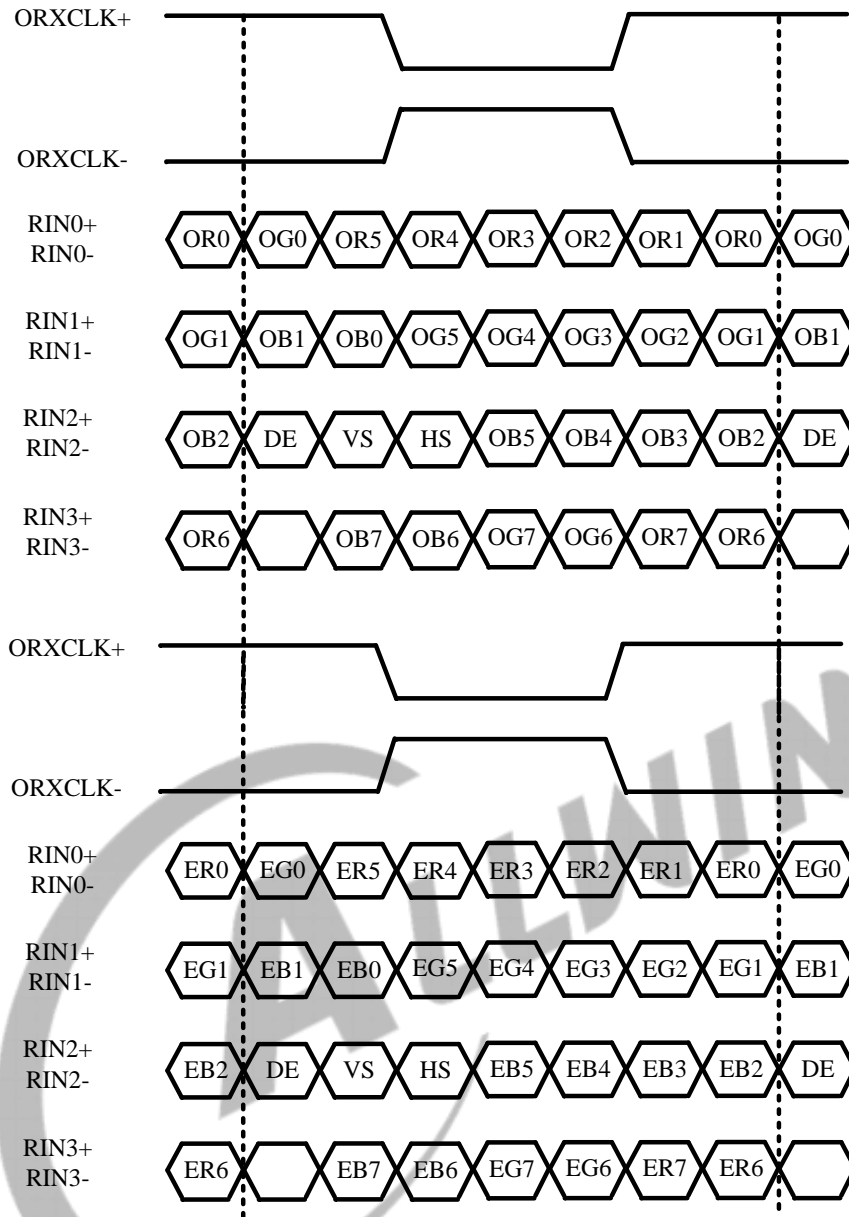 ORXCLK+
ORXCLK-
RIN0+
RIN0-
OR0 OG0 OR5 OR4 OR3 OR2 OR1 OR0 OG0
RIN1+
RIN1-
OG1 OB1 OB0 OG5 OG4 OG3 OG2 OG1 OB1
RIN2+
RIN2-
OB2 DE VS HS OB5 OB4 OB3 OB2 DE
RIN3+
RIN3-
OR6 OB7 OB6 OG7 OG6 OR7 OR6
ORXCLK+
ORXCLK-
RIN0+
RIN0-
ER0 EG0 ER5 ER4 ER3 ER2 ER1 ER0 EG0
RIN1+
RIN1-
EG1 EB1 EB0 EG5 EG4 EG3 EG2 EG1 EB1
RIN2+
RIN2-
EB2 DE VS HS EB5 EB4 EB3 EB2 DE
RIN3+
RIN3-
ER6 EB7 EB6 EG7 EG6 ER7 ER6
ALLWIN